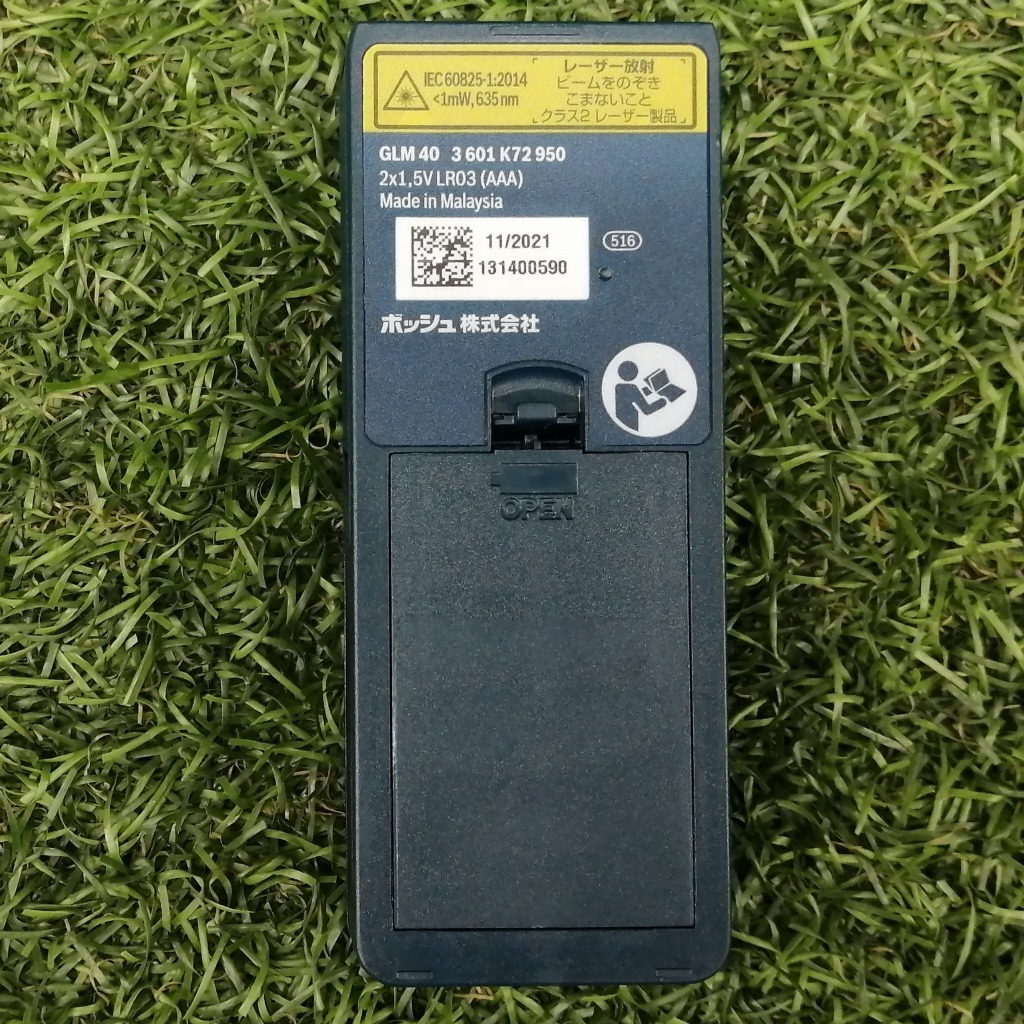 IEC 60825-1:2014
<1mW, 635 nm
レーザー放射
ビームをのぞき
こまないこと
クラス2 レーザー製品
GLM 40 3 601 K72 950
2x1,5V LR03 (AAA)
Made in Malaysia
11/2021
516
131400590
ボッシュ 株式会社
OPEN